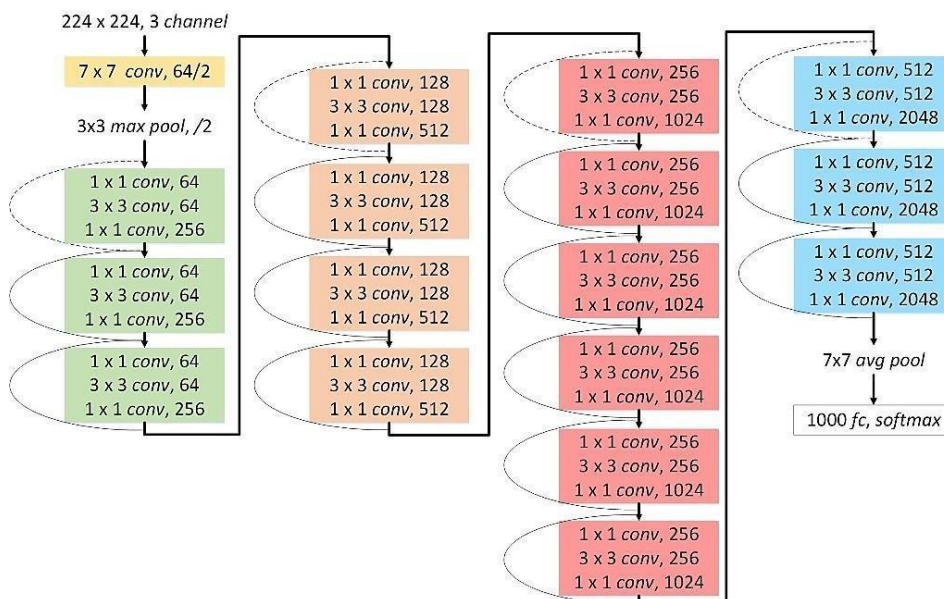 224 x 224, 3 channel
7 x 7 conv, 64/2
3x3 max pool, /2
1 x 1 conv, 64
3 x 3 conv, 64
1 x 1 conv, 256
1 x 1 conv, 64
3 x 3 conv, 64
1 x 1 conv, 256
1 x 1 conv, 64
3 x 3 conv, 64
1 x 1 conv, 256
1 x 1 conv, 128
3 x 3 conv, 128
1 x 1 conv, 512
1 x 1 conv, 128
3 x 3 conv, 128
1 x 1 conv, 512
1 x 1 conv, 128
3 x 3 conv, 128
1 x 1 conv, 512
1 x 1 conv, 128
3 x 3 conv, 128
1 x 1 conv, 512
1 x 1 conv, 256
3 x 3 conv, 256
1 x 1 conv, 1024
1 x 1 conv, 256
3 x 3 conv, 256
1 x 1 conv, 1024
1 x 1 conv, 256
3 x 3 conv, 256
1 x 1 conv, 1024
1 x 1 conv, 256
3 x 3 conv, 256
1 x 1 conv, 1024
1 x 1 conv, 256
3 x 3 conv, 256
1 x 1 conv, 1024
1 x 1 conv, 256
3 x 3 conv, 256
1 x 1 conv, 1024
1 x 1 conv, 512
3 x 3 conv, 512
1 x 1 conv, 2048
1 x 1 conv, 512
3 x 3 conv, 512
1 x 1 conv, 2048
1 x 1 conv, 512
3 x 3 conv, 512
1 x 1 conv, 2048
7x7 avg pool
1000 fc, softmax